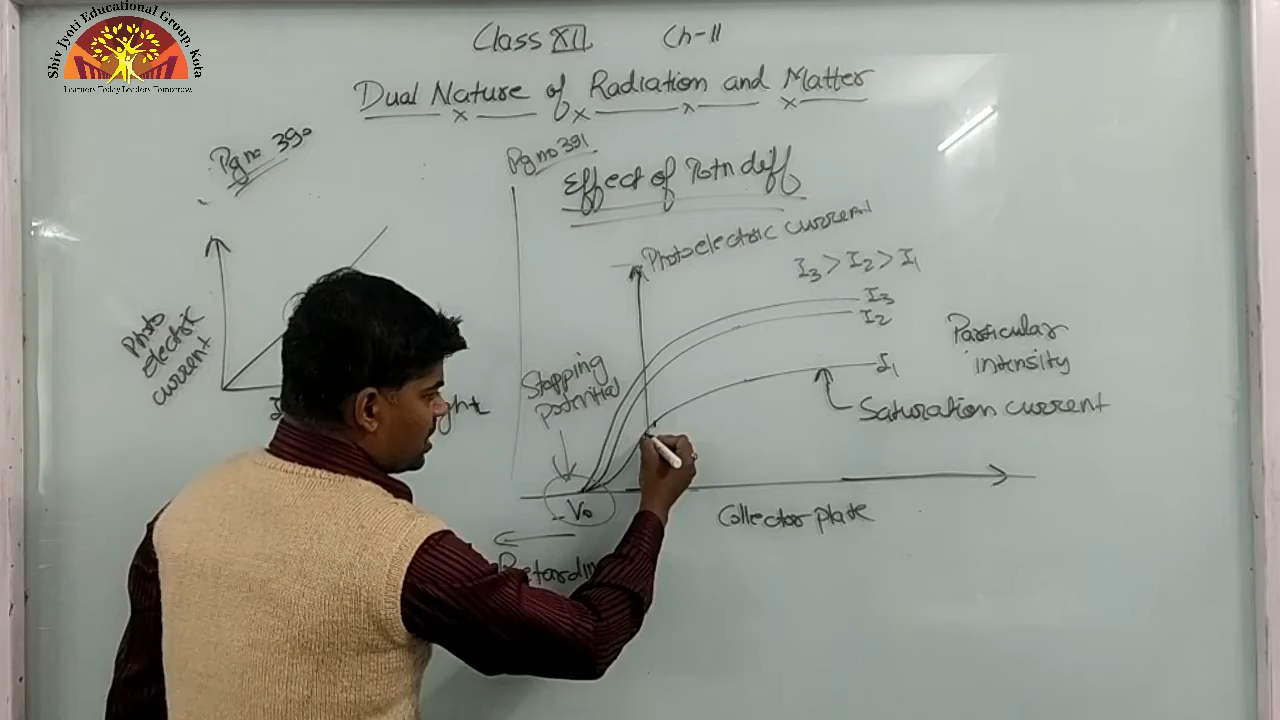 Shiv Jyoti Educational Group, Kota
Learners Today Leaders Tomorrow.
Class XII Ch-11
Dual Nature of Radiation and Matter
Pg no 390
Photo
electric
current
Pg no 391
Effect of Potn diff
Photoelectric current
I3 > I2 > I1
I3
I2
I1
Particular
intensity
Saturation current
Stopping
potential
- V0
Collector plate